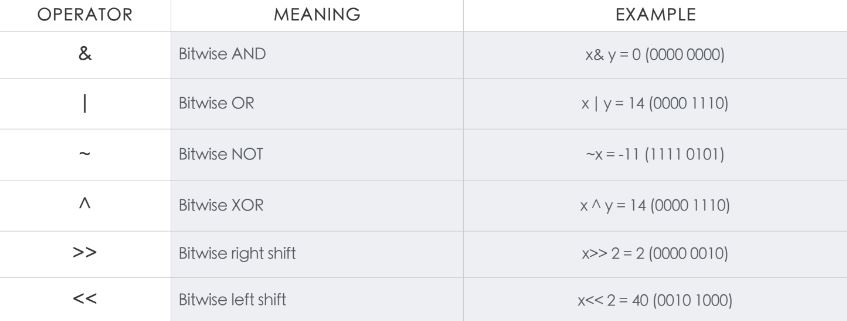 OPERATOR MEANING EXAMPLE
& Bitwise AND x& y = 0 (0000 0000)
| Bitwise OR x | y = 14 (0000 1110)
~ Bitwise NOT ~x = -11 (1111 0101)
^ Bitwise XOR x ^ y = 14 (0000 1110)
>> Bitwise right shift x>> 2 = 2 (0000 0010)
<< Bitwise left shift x<< 2 = 40 (0010 1000)